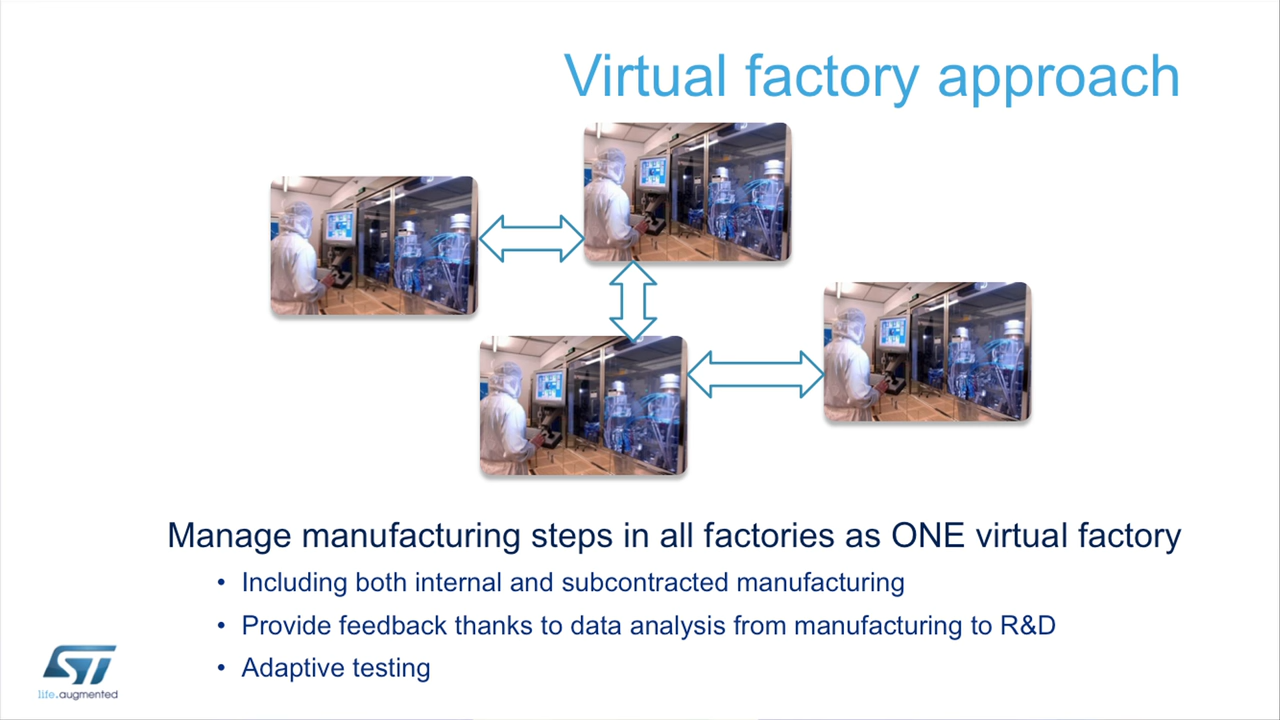 Virtual factory approach
Manage manufacturing steps in all factories as ONE virtual factory
• Including both internal and subcontracted manufacturing
• Provide feedback thanks to data analysis from manufacturing to R&D
• Adaptive testing
ST
life.augmented